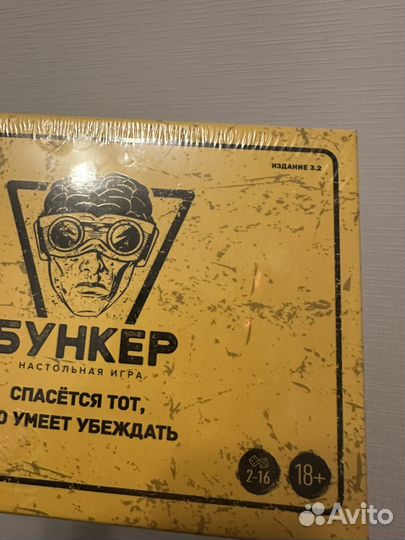 ИЗДАНИЕ 3.2
БУНКЕР
НАСТОЛЬНАЯ ИГРА
СПАСЁТСЯ ТОТ,
О УМЕЕТ УБЕЖДАТЬ
2-16
18+
Avito